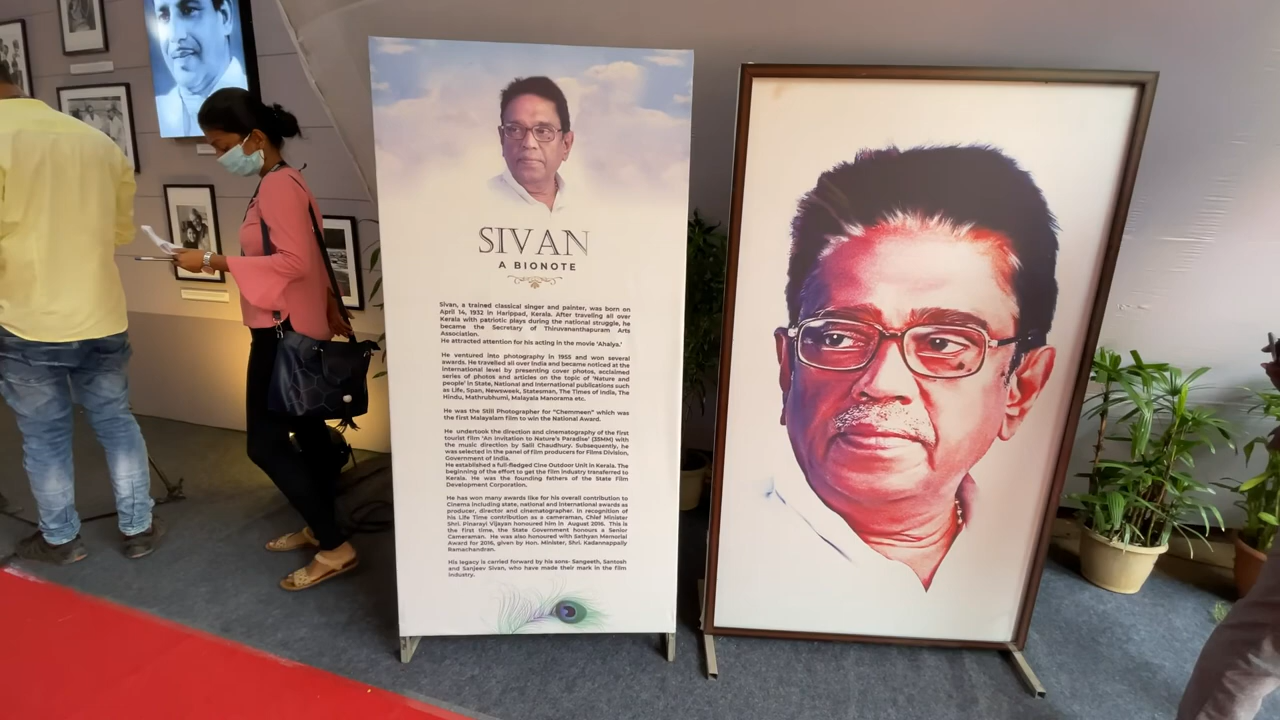 SIVAN
A BIONOTE
Sivan, a trained classical singer and painter, was born on
April 14, 1932 in Harippad, Kerala. After traveling all over
Kerala with patriotic plays during the national struggle, he
became the Secretary of Thiruvananthapuram Arts
Association.
He attracted attention for his acting in the movie 'Ahalya.'
He ventured into photography in 1955 and won several
awards. He travelled all over India and became noticed at the
international level by presenting cover photos, acclaimed
series of photos and articles on the topic of 'Nature and
people' in State, National and International publications such
as Life, Span, Newsweek, Statesman, The Times of India, The
Hindu, Mathrubhumi, Malayala Manorama etc.
He was the Still Photographer for "Chemmeen" which was
the first Malayalam film to win the National Award.
He undertook the direction and cinematography of the first
tourist film 'An Invitation to Nature's Paradise' (35MM) with
the music direction by Salil Chaudhury. Subsequently, he
was selected in the panel of film producers for Films Division,
Government of India.
He established a full-fledged Cine Outdoor Unit in Kerala. The
beginning of the effort to get the film industry transferred to
Kerala. He was the founding fathers of the State Film
Development Corporation.
He has won many awards like for his overall contribution to
Cinema including state, national and international awards as
producer, director and cinematographer. In recognition of
his Life Time contribution as a cameraman, Chief Minister
Shri. Pinarayi Vijayan honoured him in August 2016. This is
the first time, the State Government honours a Senior
Cameraman. He was also honoured with Sathyan Memorial
Award for 2016, given by Hon. Minister, Shri. Kadannappally
Ramachandran.
His legacy is carried forward by his sons- Sangeeth, Santosh
and Sanjeev Sivan, who have made their mark in the film
industry.